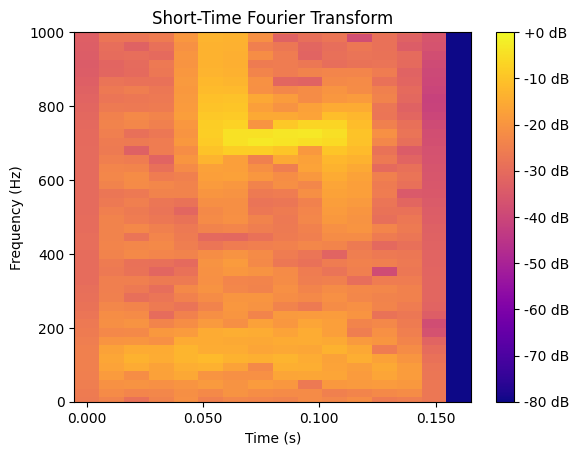 Short-Time Fourier Transform
Frequency (Hz)
1000
800
600
400
200
0
0.000
0.050
0.100
0.150
Time (s)
+0 dB
-10 dB
-20 dB
-30 dB
-40 dB
-50 dB
-60 dB
-70 dB
-80 dB